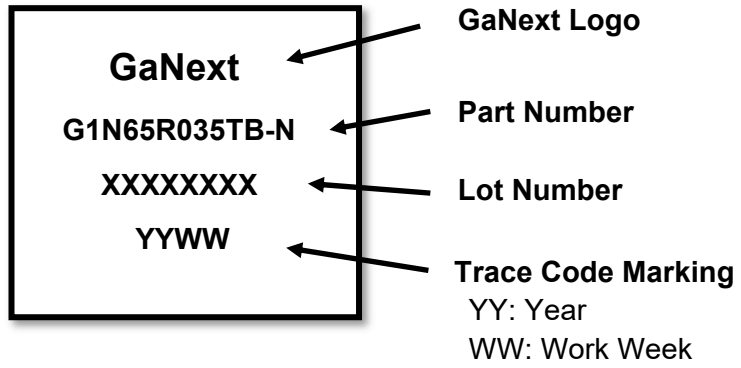 GaNext
G1N65R035TB-N
XXXXXXXX
YYWW
GaNext Logo
Part Number
Lot Number
Trace Code Marking
YY: Year
WW: Work Week